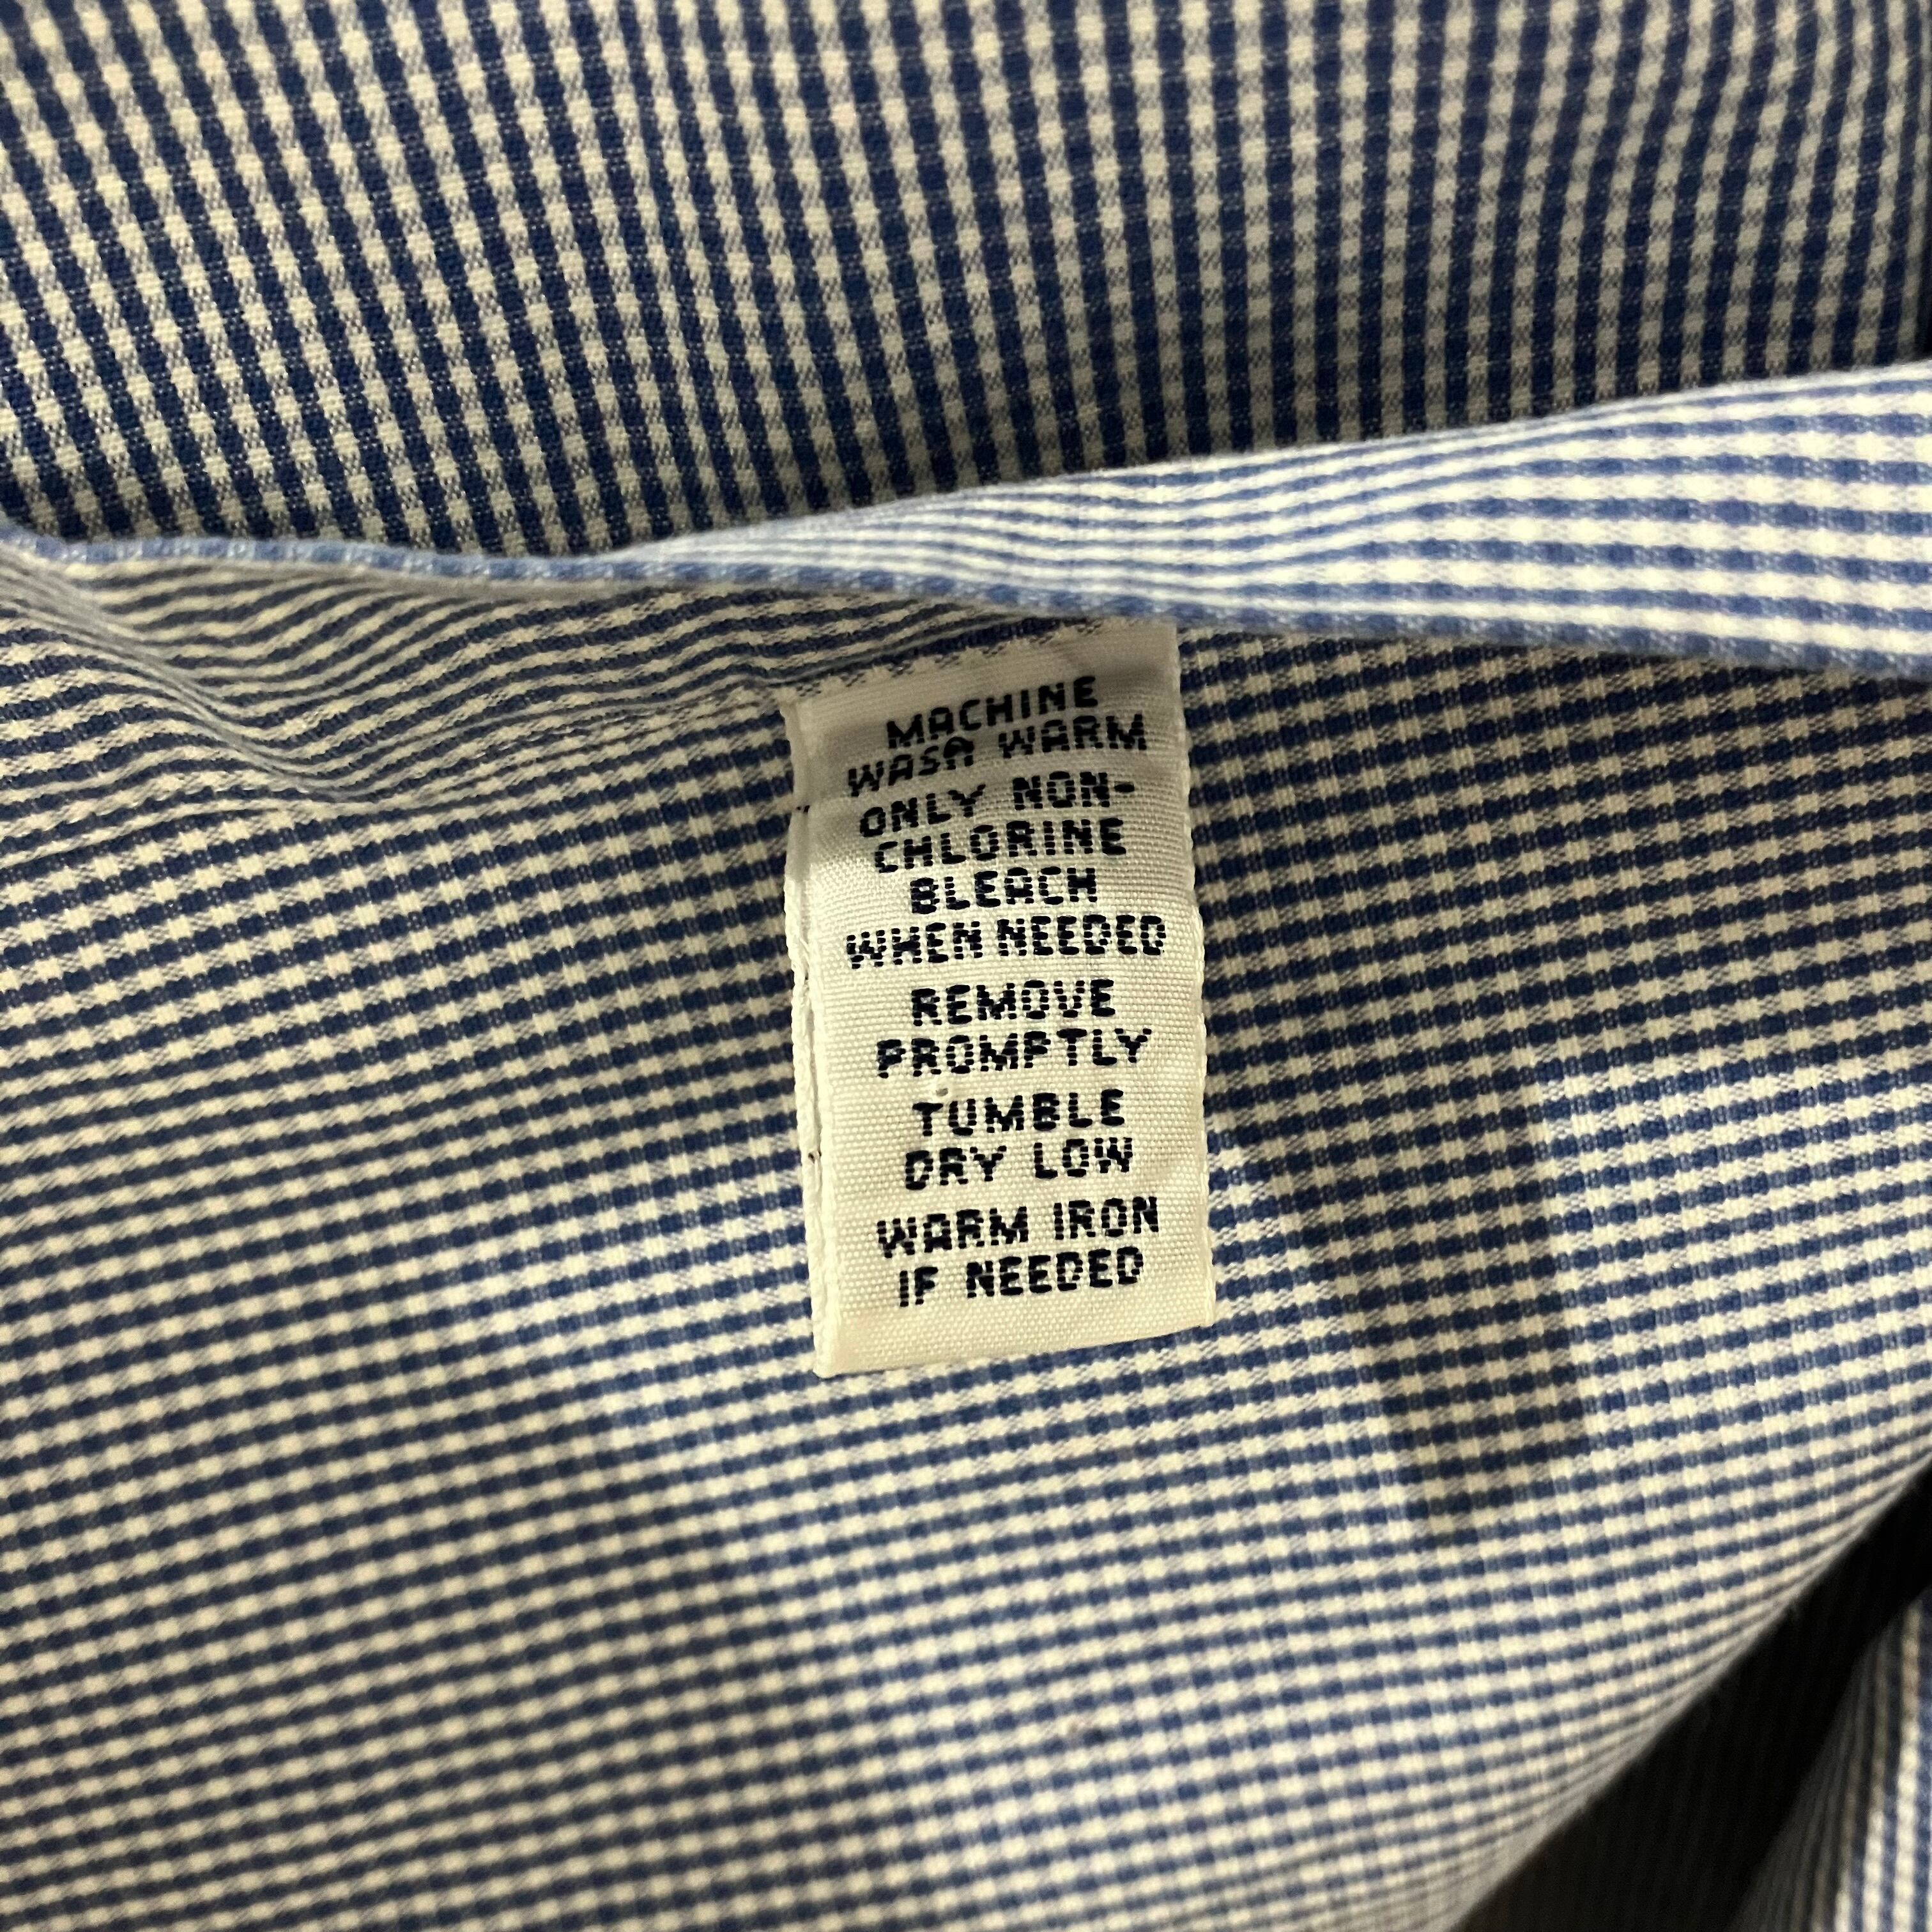 MACHINE
WASH WARM
ONLY NON-
CHLORINE
BLEACH
WHEN NEEDED
REMOVE
PROMPTLY
TUMBLE
DRY LOW
WARM IRON
IF NEEDED